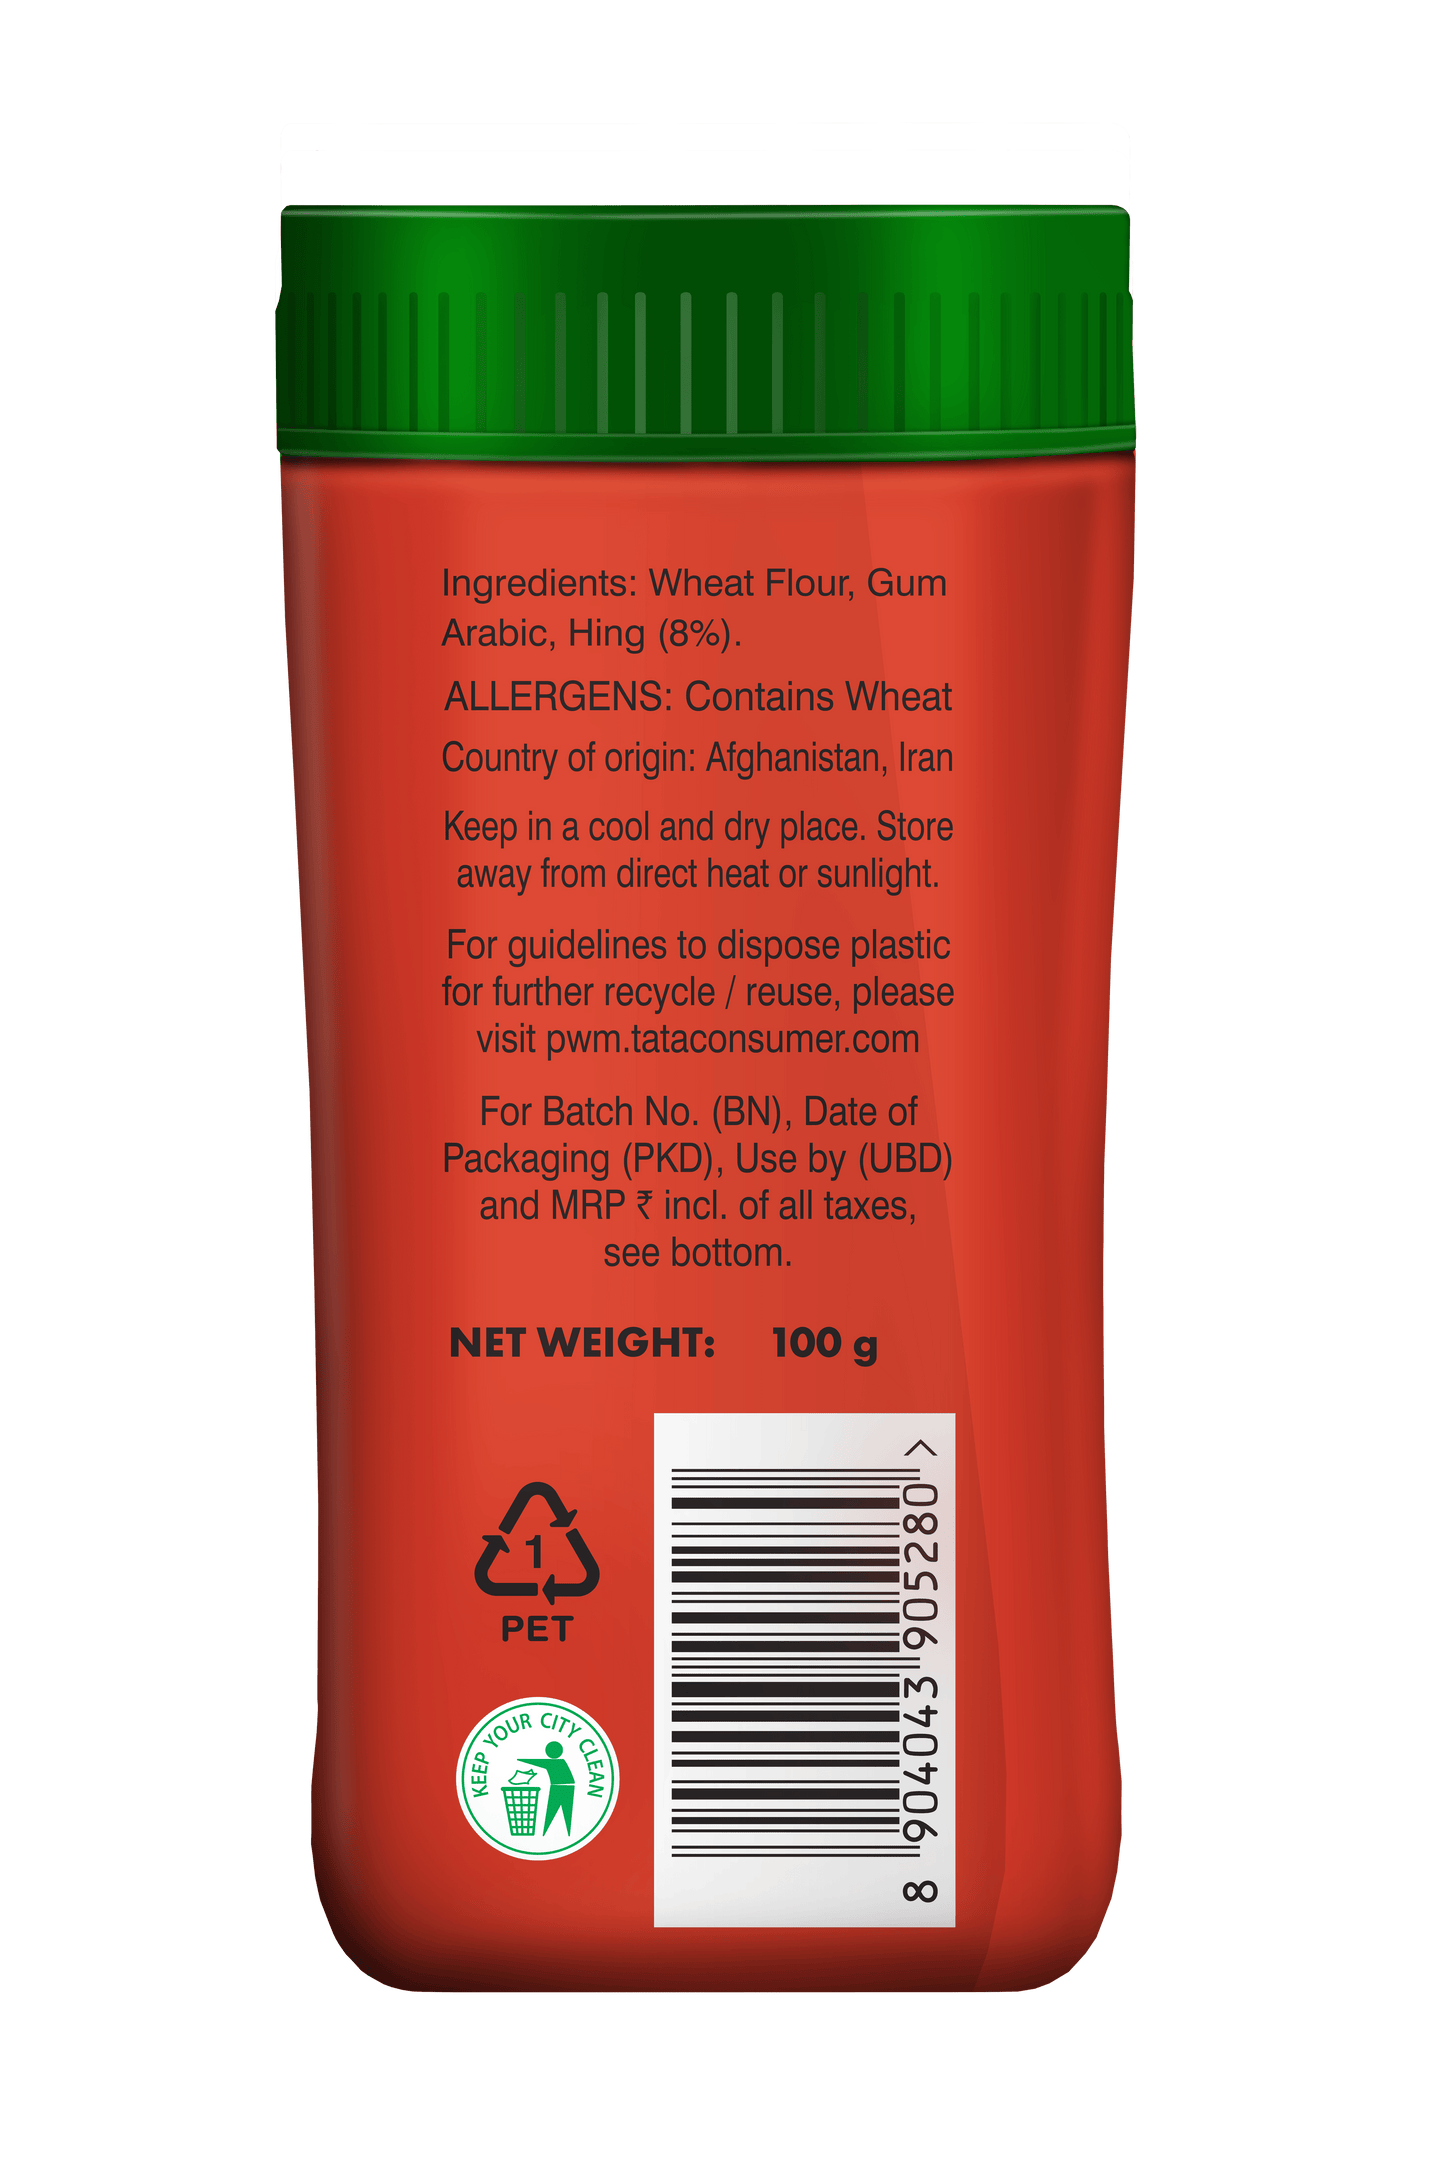 Ingredients: Wheat Flour, Gum
Arabic, Hing (8%).
ALLERGENS: Contains Wheat
Country of origin: Afghanistan, Iran
Keep in a cool and dry place. Store
away from direct heat or sunlight.
For guidelines to dispose plastic
for further recycle / reuse, please
visit pwm.tataconsumer.com
For Batch No. (BN), Date of
Packaging (PKD), Use by (UBD)
and MRP ₹ incl. of all taxes,
see bottom.
NET WEIGHT: 100 g
1
PET
KEEP YOUR CITY CLEAN
8 904043 905280 >